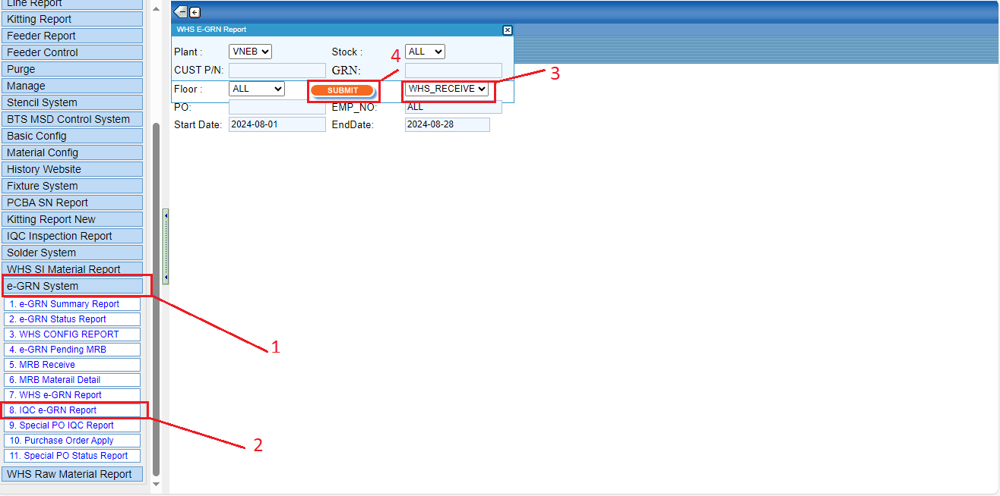 Line Report
Kitting Report
Feeder Report
Feeder Control
Purge
Manage
Stencil System
BTS MSD Control System
Basic Config
Material Config
History Website
Fixture System
PCBA SN Report
Kitting Report New
IQC Inspection Report
Solder System
WHS SI Material Report
e-GRN System
1. e-GRN Summary Report
2. e-GRN Status Report
3. WHS CONFIG REPORT
4. e-GRN Pending MRB
5. MRB Receive
6. MRB Materail Detail
7. WHS e-GRN Report
8. IQC e-GRN Report
9. Special PO IQC Report
10. Purchase Order Apply
11. Special PO Status Report
WHS Raw Material Report
WHS E-GRN Report
Plant : VNEB Stock : ALL
CUST P/N: GRN:
Floor : ALL SUBMIT WHS_RECEIVE
PO: EMP_NO: ALL
Start Date: 2024-08-01 EndDate: 2024-08-28
4
3
1
2